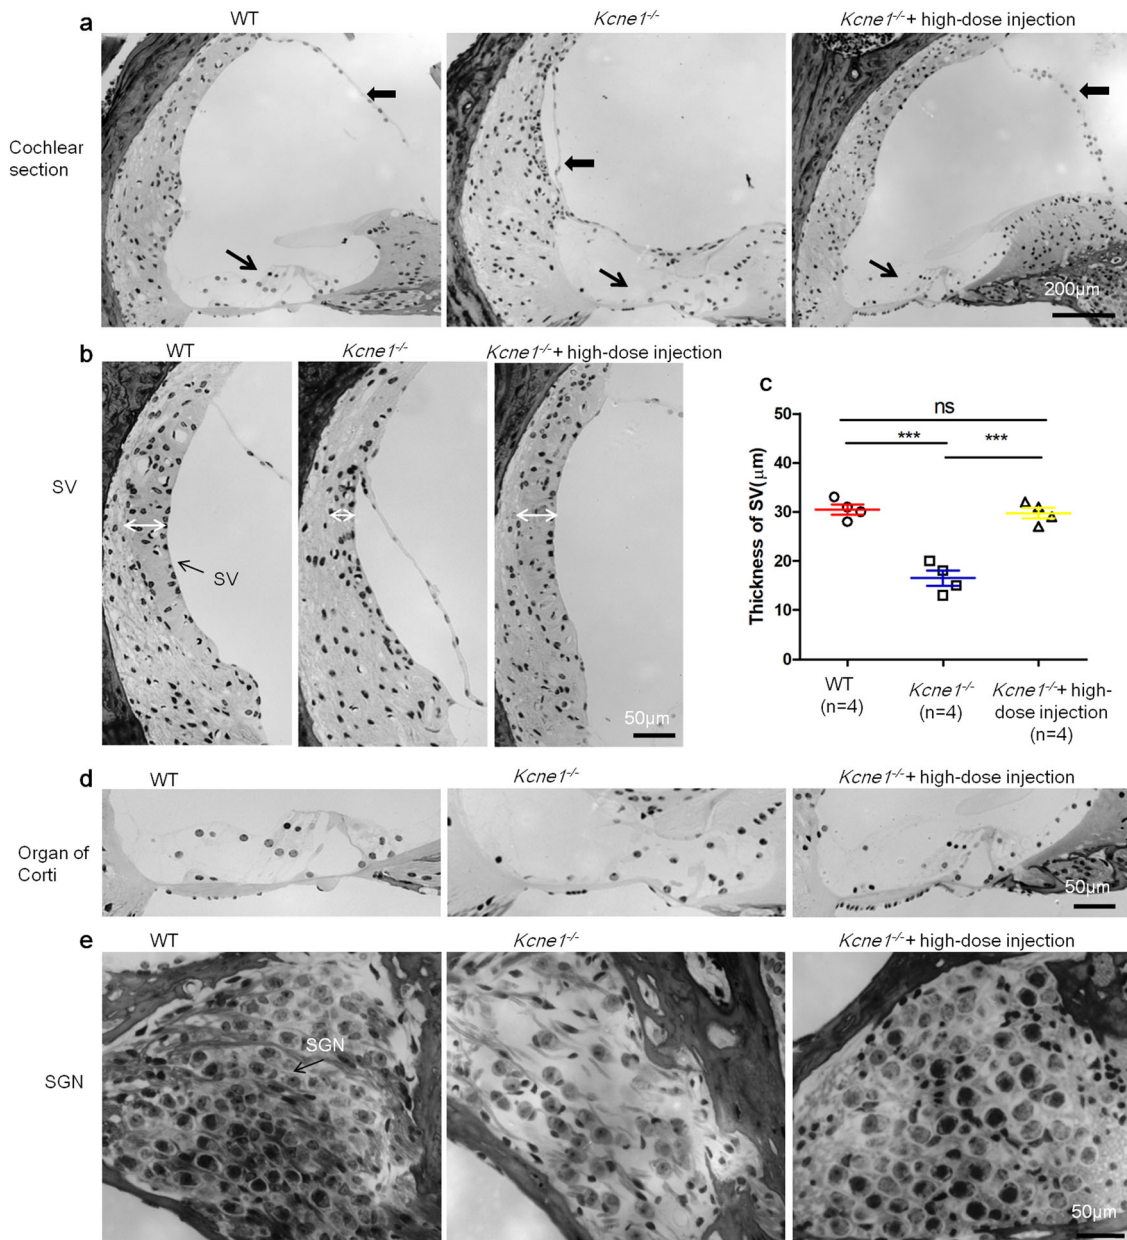 a
WT
Kcne1-/-
Kcne1-/-+ high-dose injection
Cochlear
section
200μm
b
WT
Kcne1-/-
Kcne1-/-+ high-dose injection
SV
SV
50μm
c
ns
***
***
Thickness of SV(μm)
50
40
30
20
10
0
WT
(n=4)
Kcne1-/-
(n=4)
Kcne1-/-+ high-
dose injection
(n=4)
d
WT
Kcne1-/-
Kcne1-/-+ high-dose injection
Organ of
Corti
50μm
e
WT
Kcne1-/-
Kcne1-/-+ high-dose injection
SGN
SGN
50μm